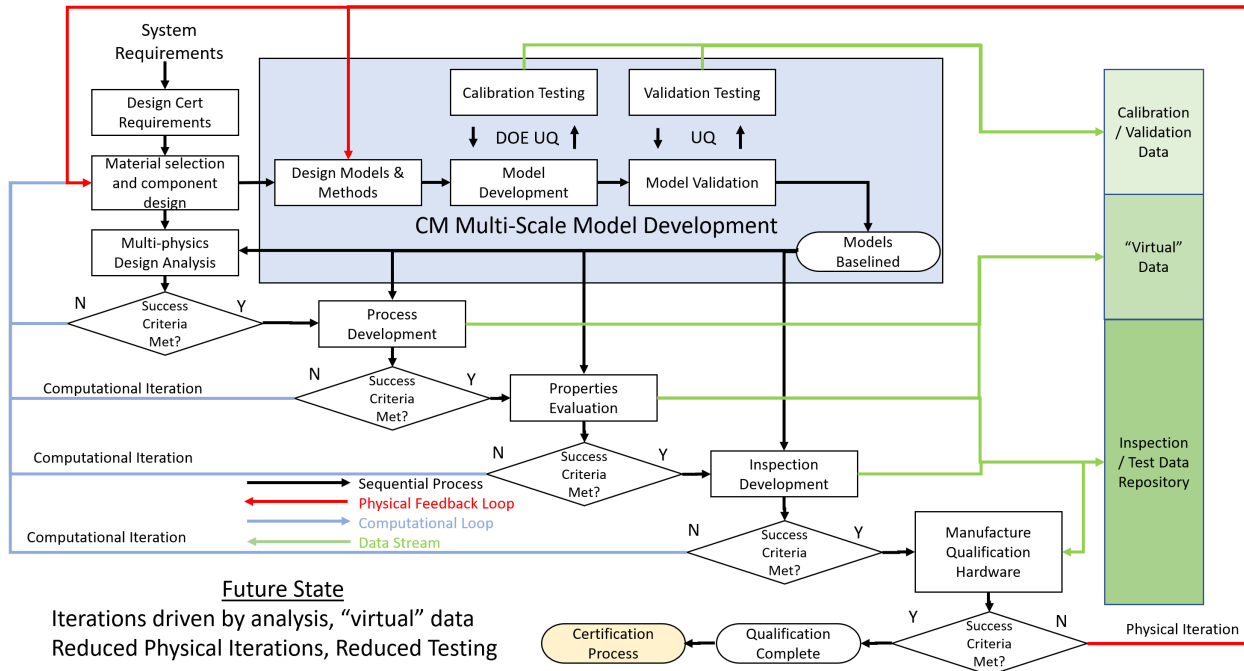 System
Requirements
Design Cert
Requirements
Material selection
and component
design
Multi-physics
Design Analysis
Calibration Testing
Validation Testing
DOE UQ
UQ
Design Models &
Methods
Model
Development
Model Validation
CM Multi-Scale Model Development
Models
Baselined
Calibration
/ Validation
Data
“Virtual”
Data
Inspection
/ Test Data
Repository
N
Success
Criteria
Met?
Y
Process
Development
Computational Iteration
N
Success
Criteria
Met?
Y
Properties
Evaluation
Computational Iteration
N
Success
Criteria
Met?
Y
Inspection
Development
Sequential Process
Physical Feedback Loop
Computational Loop
Data Stream
Computational Iteration
N
Success
Criteria
Met?
Y
Manufacture
Qualification
Hardware
Future State
Iterations driven by analysis, “virtual” data
Reduced Physical Iterations, Reduced Testing
Certification
Process
Qualification
Complete
Y
Success
Criteria
Met?
N
Physical Iteration